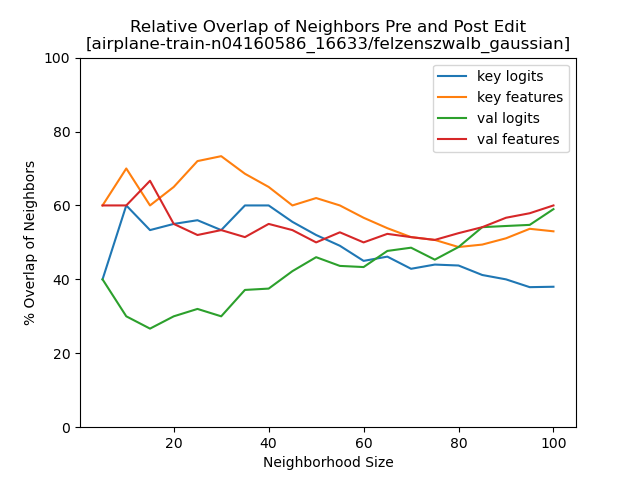 Relative Overlap of Neighbors Pre and Post Edit
[airplane-train-n04160586_16633/felzenszwalb_gaussian]
100
80
60
40
20
0
% Overlap of Neighbors
key logits
key features
val logits
val features
20 40 60 80 100
Neighborhood Size